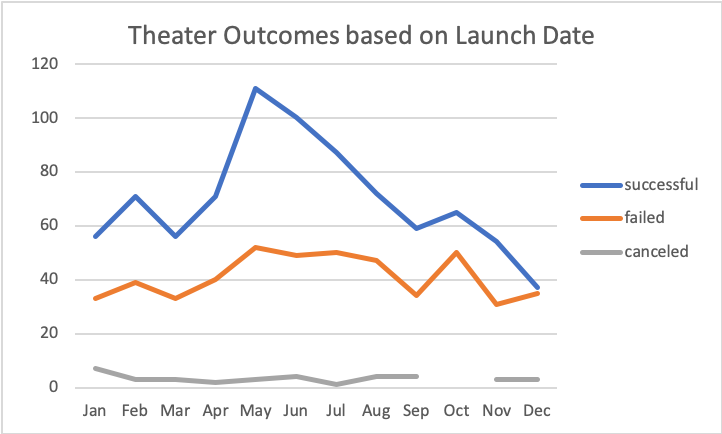 Theater Outcomes based on Launch Date
120
100
80
60
40
20
0
Jan Feb Mar Apr May Jun Jul Aug Sep Oct Nov Dec
successful
failed
canceled